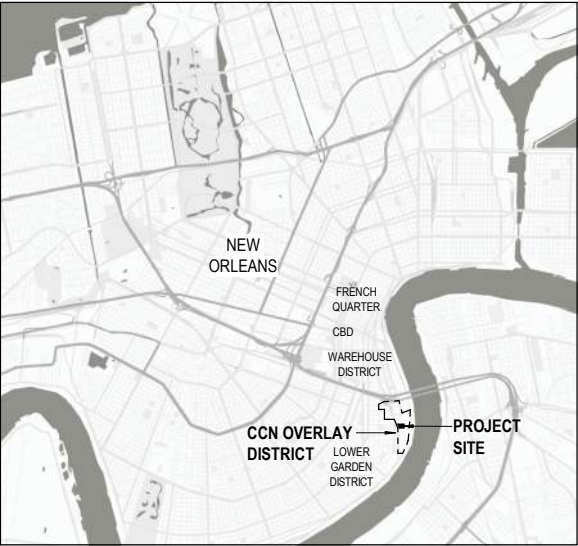 NEW
ORLEANS
FRENCH
QUARTER
CBD
WAREHOUSE
DISTRICT
CCN OVERLAY
DISTRICT
PROJECT
SITE
LOWER
GARDEN
DISTRICT